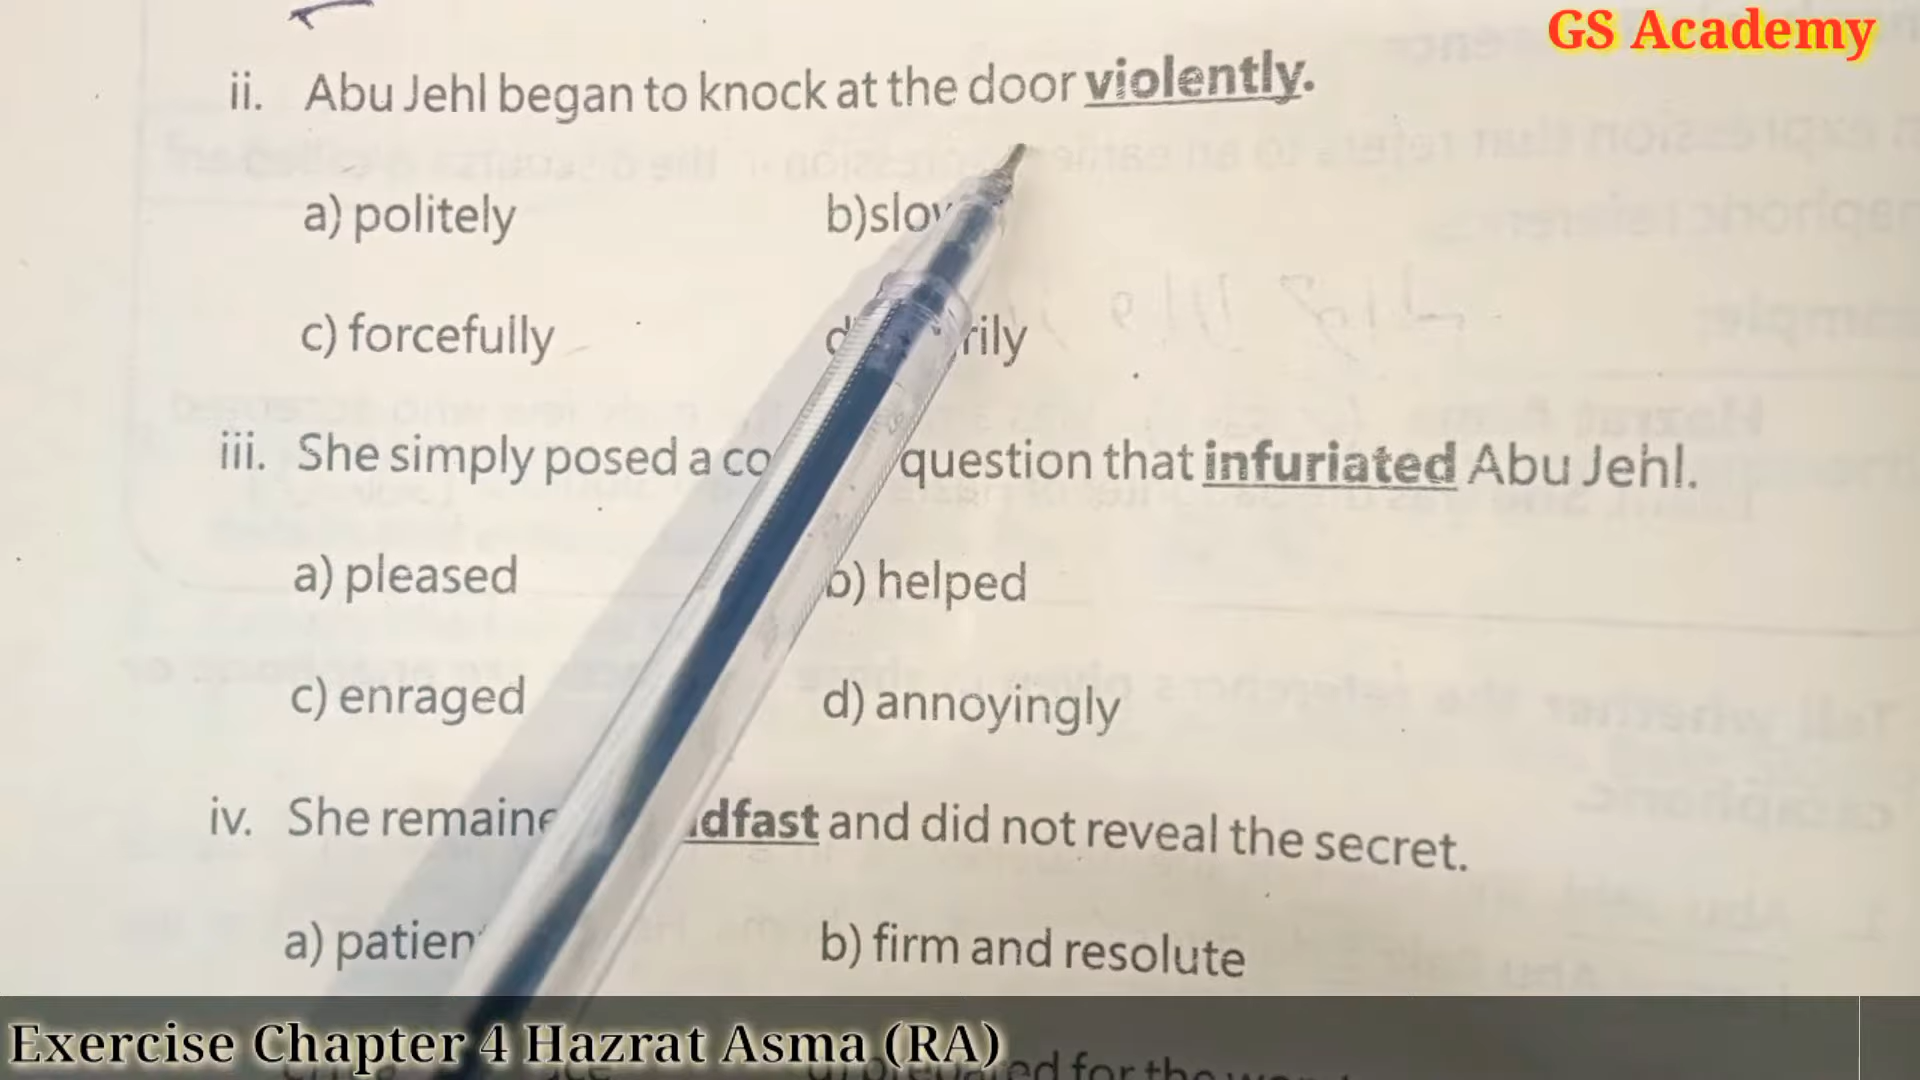 GS Academy
ii. Abu Jehl began to knock at the door violently.
a) politely
c) forcefully
iii. She simply posed a question that infuriated Abu Jehl.
a) pleased b) helped
c) enraged d) annoyingly
iv. She and did not reveal the secret.
a) b) firm and resolute
Exercise Chapter 4 Hazrat Asma (RA)
for the